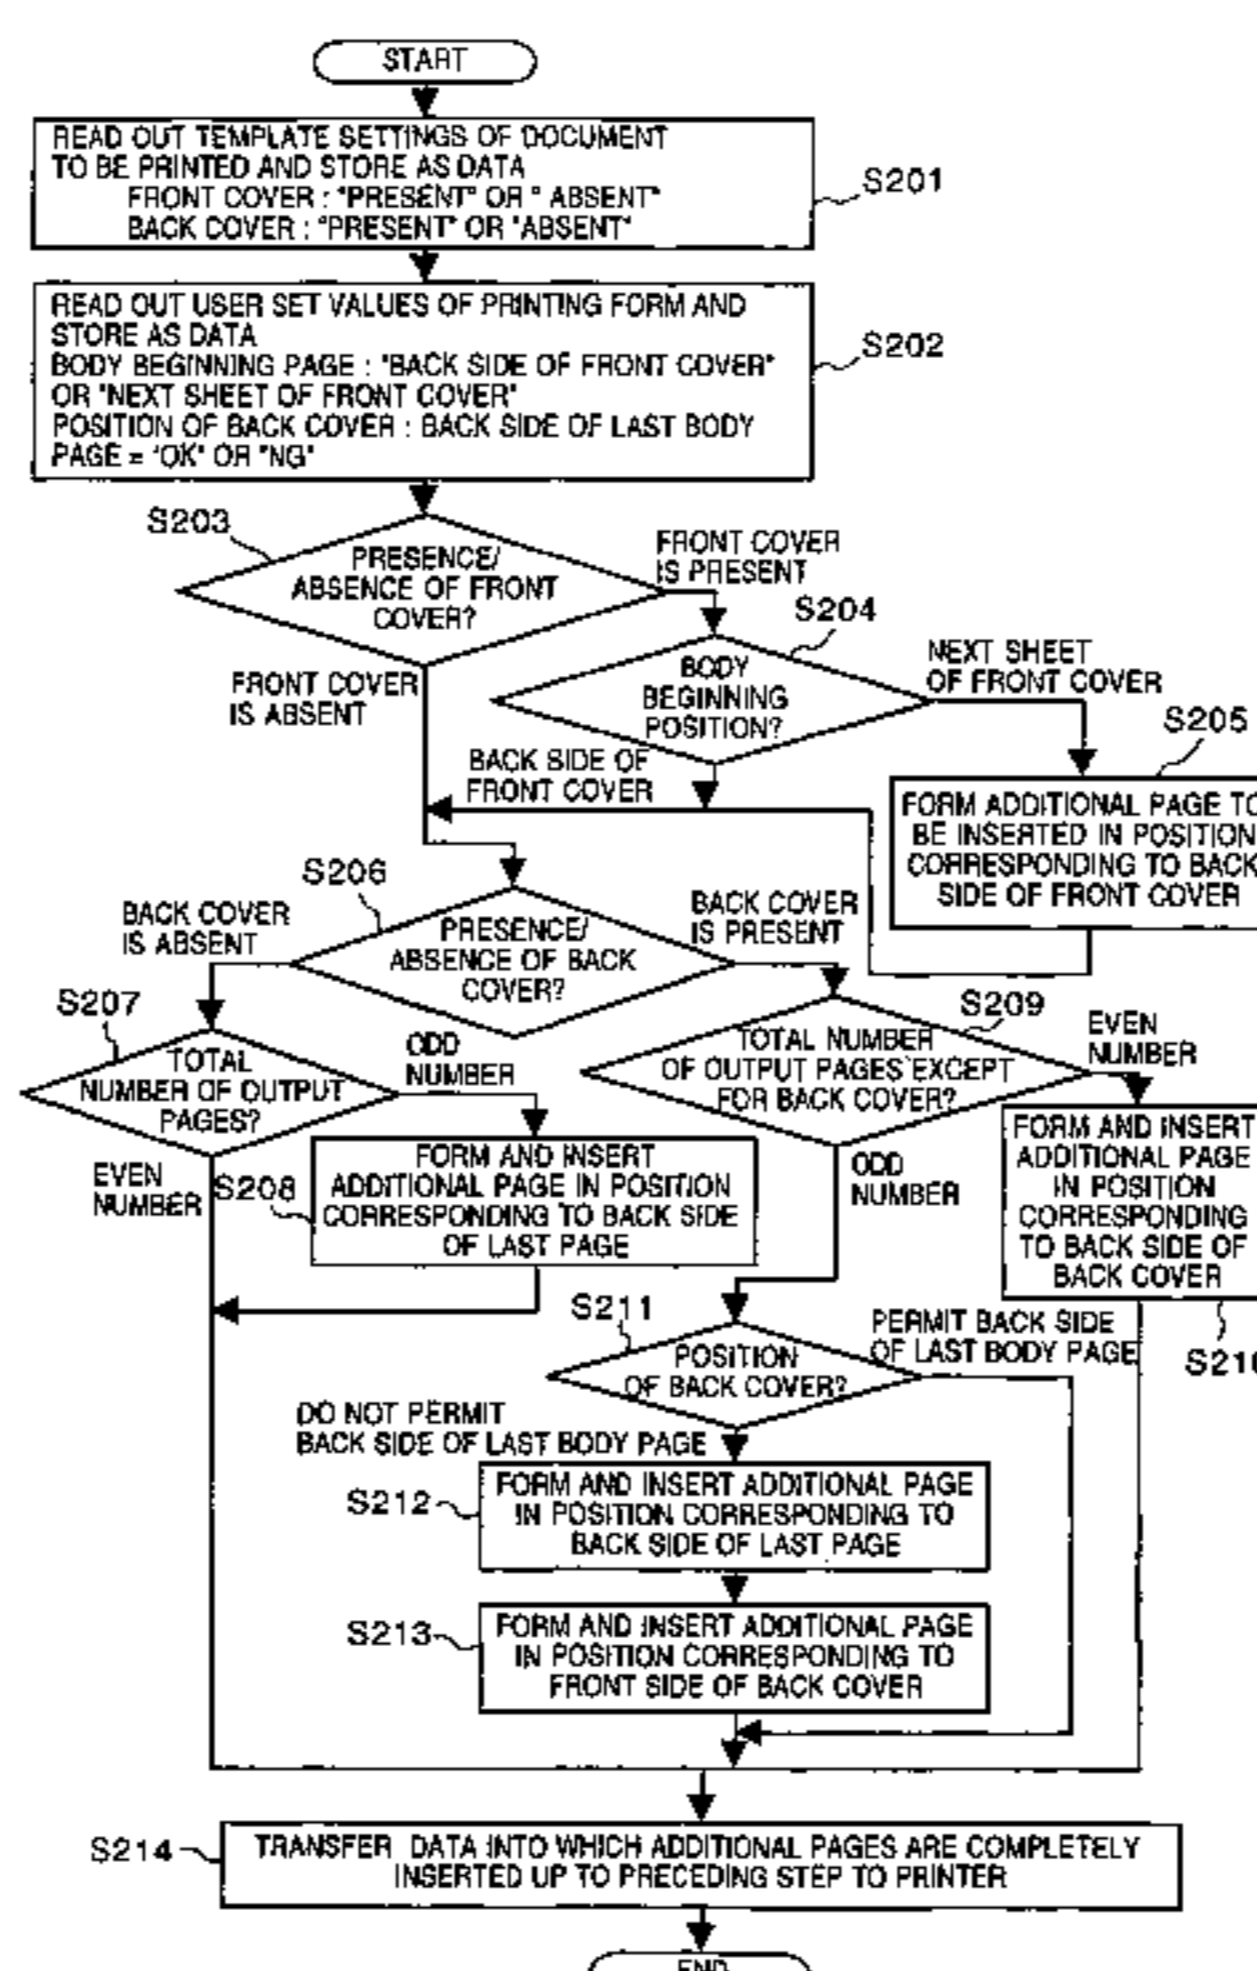 START
READ OUT TEMPLATE SETTINGS OF DOCUMENT
TO BE PRINTED AND STORE AS DATA
FRONT COVER : "PRESENT" OR " ABSENT"
BACK COVER : "PRESENT" OR "ABSENT"
S201
READ OUT USER SET VALUES OF PRINTING FORM AND
STORE AS DATA
BODY BEGINNING PAGE : "BACK SIDE OF FRONT COVER"
OR "NEXT SHEET OF FRONT COVER"
POSITION OF BACK COVER : BACK SIDE OF LAST BODY
PAGE = "OK" OR "NG"
S202
S203
PRESENCE/
ABSENCE OF FRONT
COVER?
FRONT COVER
IS PRESENT
FRONT COVER
IS ABSENT
S204
BODY
BEGINNING
POSITION?
NEXT SHEET
OF FRONT COVER
BACK SIDE OF
FRONT COVER
S205
FORM ADDITIONAL PAGE TO
BE INSERTED IN POSITION
CORRESPONDING TO BACK
SIDE OF FRONT COVER
S206
PRESENCE/
ABSENCE OF BACK
COVER?
BACK COVER
IS ABSENT
BACK COVER
IS PRESENT
S207
TOTAL
NUMBER OF OUTPUT
PAGES?
ODD
NUMBER
EVEN
NUMBER
S208
FORM AND INSERT
ADDITIONAL PAGE IN POSITION
CORRESPONDING TO BACK SIDE
OF LAST PAGE
S209
TOTAL NUMBER
OF OUTPUT PAGES EXCEPT
FOR BACK COVER?
EVEN
NUMBER
ODD
NUMBER
FORM AND INSERT
ADDITIONAL PAGE
IN POSITION
CORRESPONDING
TO BACK SIDE OF
BACK COVER
S210
S211
POSITION
OF BACK COVER?
PERMIT BACK SIDE
OF LAST BODY PAGE
DO NOT PERMIT
BACK SIDE OF LAST BODY PAGE
S212
FORM AND INSERT ADDITIONAL PAGE
IN POSITION CORRESPONDING TO
BACK SIDE OF LAST PAGE
S213
FORM AND INSERT ADDITIONAL PAGE
IN POSITION CORRESPONDING TO
FRONT SIDE OF BACK COVER
S214
TRANSFER DATA INTO WHICH ADDITIONAL PAGES ARE COMPLETELY
INSERTED UP TO PRECEDING STEP TO PRINTER
END